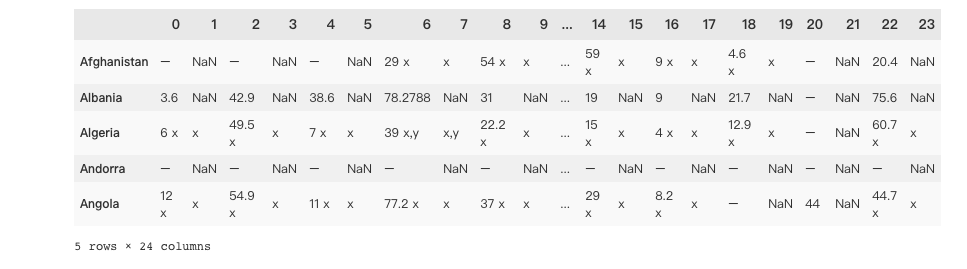 0 1 2 3 4 5 6 7 8 9 ... 14 15 16 17 18 19 20 21 22 23
Afghanistan — NaN — NaN — NaN 29 x x 54 x x ... 59 x x 9 x x 4.6 x x — NaN 20.4 NaN
Albania 3.6 NaN 42.9 NaN 38.6 NaN 78.2788 NaN 31 NaN ... 19 NaN 9 NaN 21.7 NaN — NaN 75.6 NaN
Algeria 6 x x 49.5 x x 7 x x 39 x,y x,y 22.2 x x ... 15 x x 4 x x 12.9 x x — NaN 60.7 x x
Andorra — NaN — NaN — NaN — NaN — NaN ... — NaN — NaN — NaN — NaN — NaN
Angola 12 x x 54.9 x x 11 x x 77.2 x x 37 x x ... 29 x x 8.2 x x — NaN 44 NaN 44.7 x x
5 rows × 24 columns